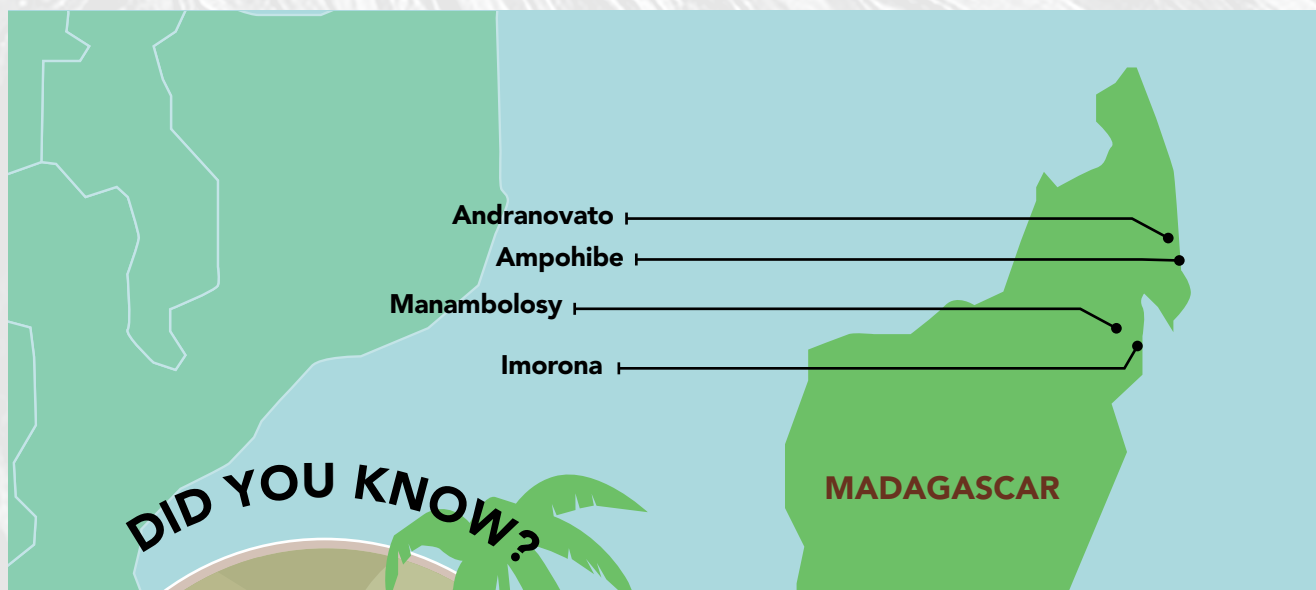 Andranovato
Ampohibe
Manambolosy
Imorona
MADAGASCAR
DID YOU KNOW?